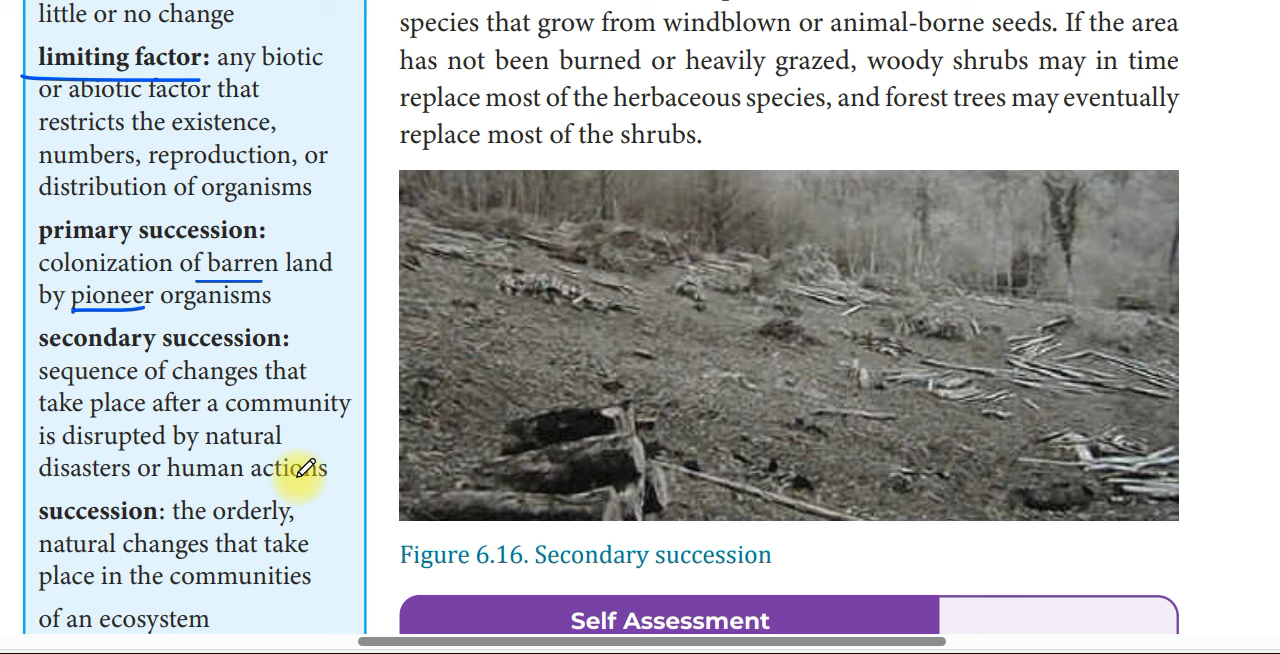 little or no change
limiting factor: any biotic
or abiotic factor that
restricts the existence,
numbers, reproduction, or
distribution of organisms
primary succession:
colonization of barren land
by pioneer organisms
secondary succession:
sequence of changes that
take place after a community
is disrupted by natural
disasters or human actions
succession: the orderly,
natural changes that take
place in the communities
of an ecosystem
species that grow from windblown or animal-borne seeds. If the area
has not been burned or heavily grazed, woody shrubs may in time
replace most of the herbaceous species, and forest trees may eventually
replace most of the shrubs.
Figure 6.16. Secondary succession
Self Assessment